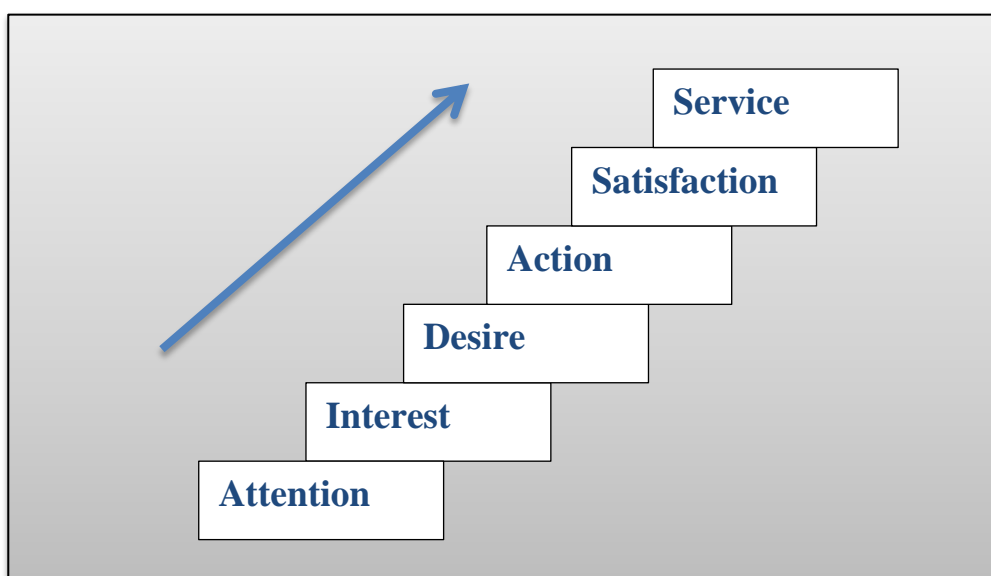 Service
Satisfaction
Action
Desire
Interest
Attention